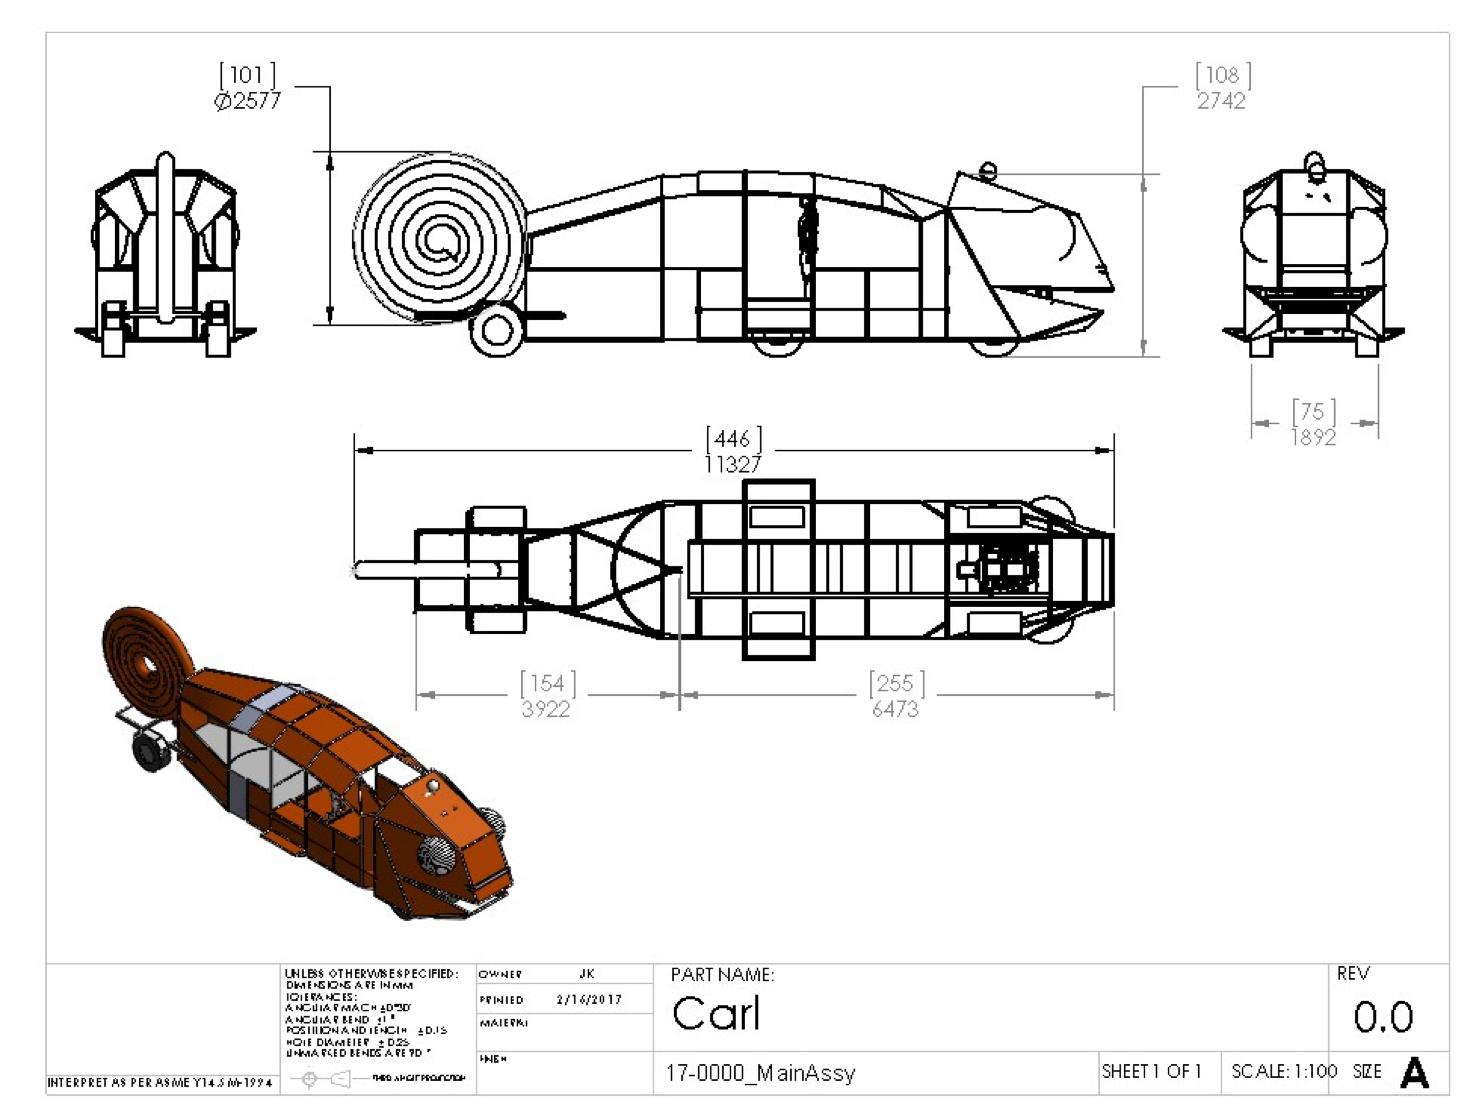 [101]
Ø2577
[108]
2742
[75]
1892
[446]
11327
[154]
3922
[255]
6473
UNLESS OTHERWISE SPECIFIED:
DIMENSIONS ARE IN MM
TOLERANCES:
ANGULAR MACH ±0°30'
ANGULAR BEND ±1°
POSITION AND LENGTH ±0.15
HOLE DIAMETER ±0.25
UNMARKED BENDS ARE 90°
THIRD ANGLE PROJECTION
INTERPRET AS PER ASME Y14.5M-1994
OWNER JK
PRINTED 2/16/2017
MATERIAL
FINISH
PART NAME:
Carl
REV
0.0
17-0000_MainAssy
SHEET 1 OF 1
SCALE: 1:100
SIZE A